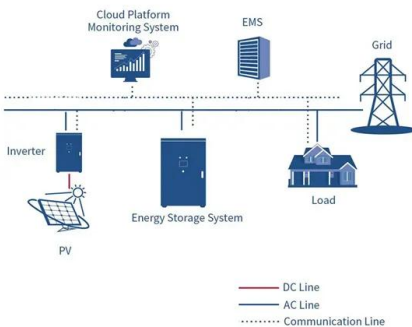 Cloud Platform
Monitoring System
EMS
Grid
Inverter
Energy Storage System
Load
PV
DC Line
AC Line
Communication Line